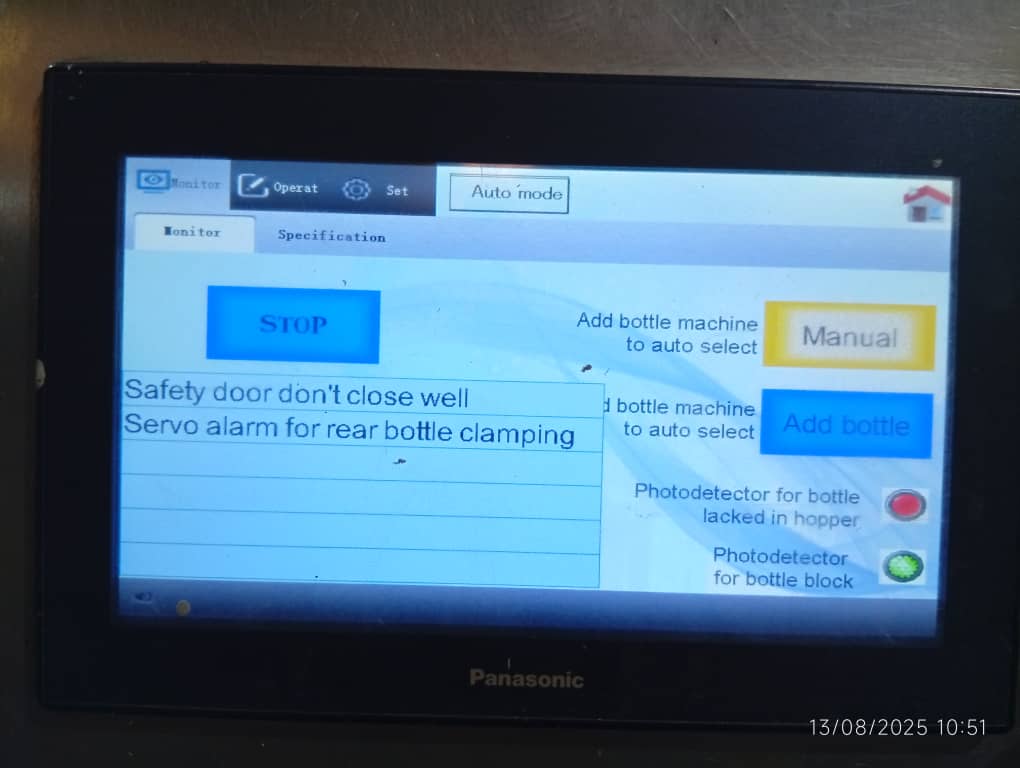 Monitor Operat Set Auto mode
Monitor Specification
STOP
Add bottle machine
to auto select
Manual
Safety door don't close well
Servo alarm for rear bottle clamping
d bottle machine
to auto select
Add bottle
Photodetector for bottle
lacked in hopper
Photodetector
for bottle block
Panasonic
13/08/2025 10:51